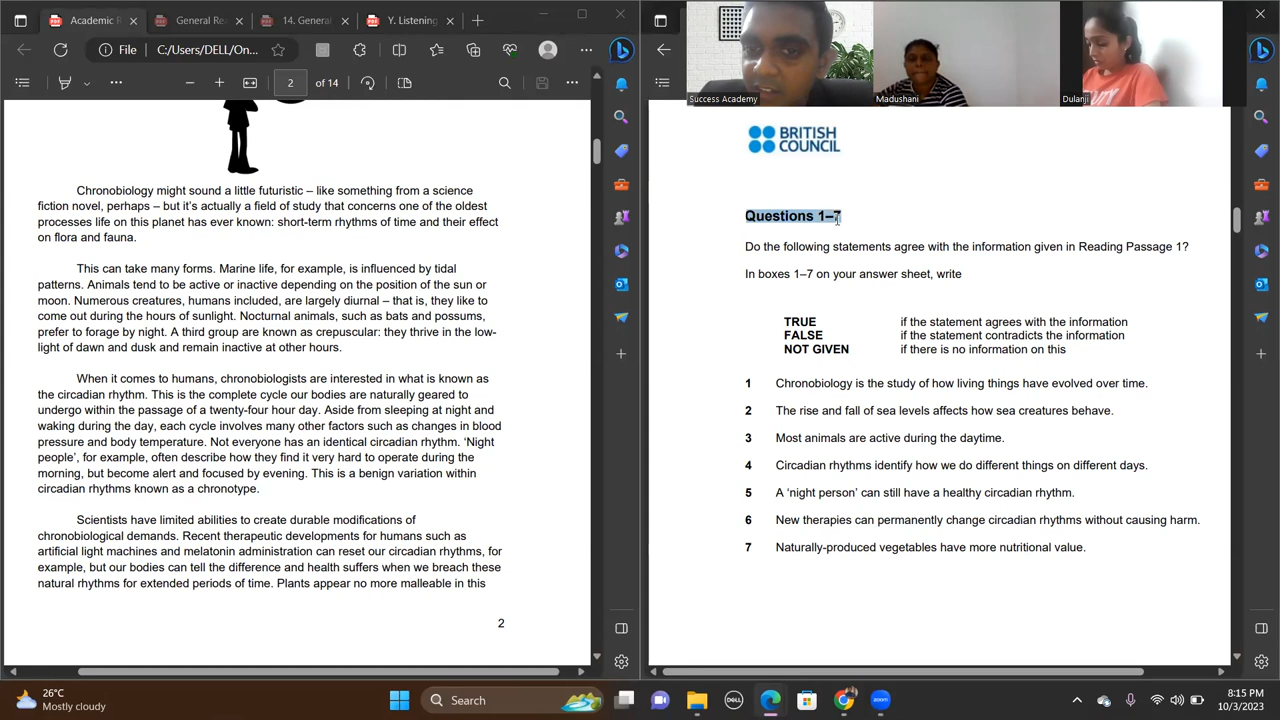 Academic R
General Rea
14. General
Y. Listening
File
C:/Users/DELL/On...
2
of 14
Success Academy
Madushani
Dulanji
Chronobiology might sound a little futuristic – like something from a science
fiction novel, perhaps – but it's actually a field of study that concerns one of the oldest
processes life on this planet has ever known: short-term rhythms of time and their effect
on flora and fauna.
This can take many forms. Marine life, for example, is influenced by tidal
patterns. Animals tend to be active or inactive depending on the position of the sun or
moon. Numerous creatures, humans included, are largely diurnal – that is, they like to
come out during the hours of sunlight. Nocturnal animals, such as bats and possums,
prefer to forage by night. A third group are known as crepuscular: they thrive in the low-
light of dawn and dusk and remain inactive at other hours.
When it comes to humans, chronobiologists are interested in what is known as
the circadian rhythm. This is the complete cycle our bodies are naturally geared to
undergo within the passage of a twenty-four hour day. Aside from sleeping at night and
waking during the day, each cycle involves many other factors such as changes in blood
pressure and body temperature. Not everyone has an identical circadian rhythm. 'Night
people', for example, often describe how they find it very hard to operate during the
morning, but become alert and focused by evening. This is a benign variation within
circadian rhythms known as a chronotype.
Scientists have limited abilities to create durable modifications of
chronobiological demands. Recent therapeutic developments for humans such as
artificial light machines and melatonin administration can reset our circadian rhythms, for
example, but our bodies can tell the difference and health suffers when we breach these
natural rhythms for extended periods of time. Plants appear no more malleable in this
2
BRITISH
COUNCIL
Questions 1–7
Do the following statements agree with the information given in Reading Passage 1?
In boxes 1–7 on your answer sheet, write
TRUE if the statement agrees with the information
FALSE if the statement contradicts the information
NOT GIVEN if there is no information on this
1 Chronobiology is the study of how living things have evolved over time.
2 The rise and fall of sea levels affects how sea creatures behave.
3 Most animals are active during the daytime.
4 Circadian rhythms identify how we do different things on different days.
5 A 'night person' can still have a healthy circadian rhythm.
6 New therapies can permanently change circadian rhythms without causing harm.
7 Naturally-produced vegetables have more nutritional value.
26°C
Mostly cloudy
Search
DELL
zoom
8:15 PM
10/3/2023